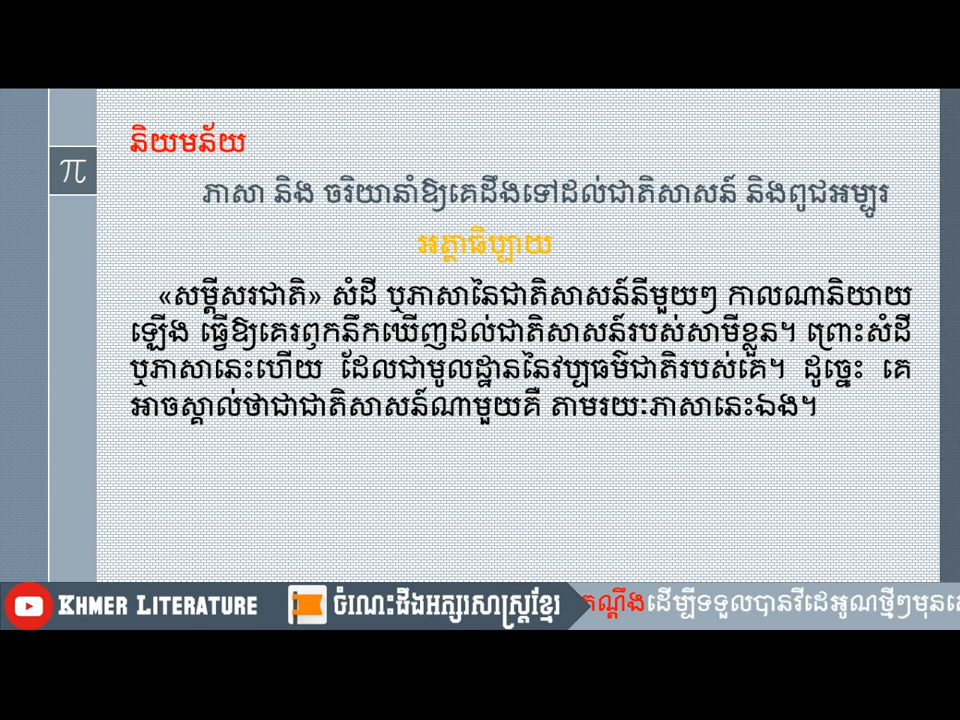 និយមន័យ
π
ភាសា និង ចរិយានាំឱ្យគេដឹងទៅដល់ជាតិសាសន៍ និងពូជអម្បូរ
អត្ថាធិប្បាយ
«សម្ដីសរជាតិ» សំដី ឬភាសានៃជាតិសាសន៍នីមួយៗ កាលណានិយាយ
ឡើង ធ្វើឱ្យគេរឭកនឹកឃើញដល់ជាតិសាសន៍របស់សាមីខ្លួន។ ព្រោះសំដី
ឬភាសានេះហើយ ដែលជាមូលដ្ឋាននៃវប្បធម៌ជាតិរបស់គេ។ ដូច្នេះ គេ
អាចស្គាល់ថាជាជាតិសាសន៍ណាមួយគឺ តាមរយៈភាសានេះឯង។
KHMER LITERATURE ចំណេះដឹងអក្សរសាស្ត្រខ្មែរ ដើម្បីទទួលបានវីដេអូណថ្មីៗមុន